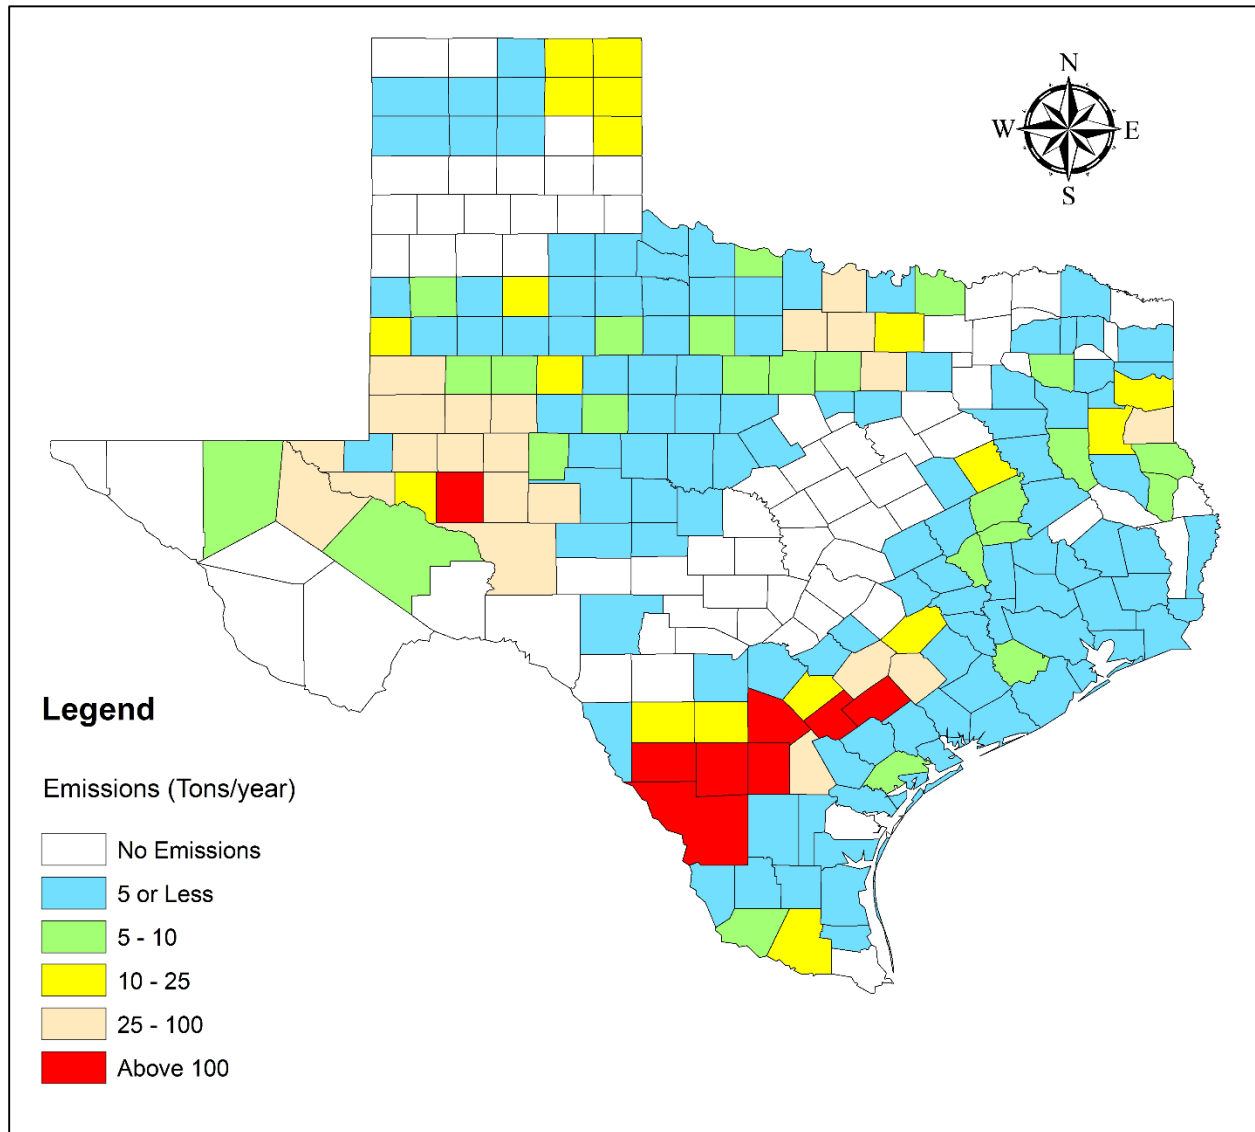 N
W E
S
Legend
Emissions (Tons/year)
No Emissions
5 or Less
5 - 10
10 - 25
25 - 100
Above 100